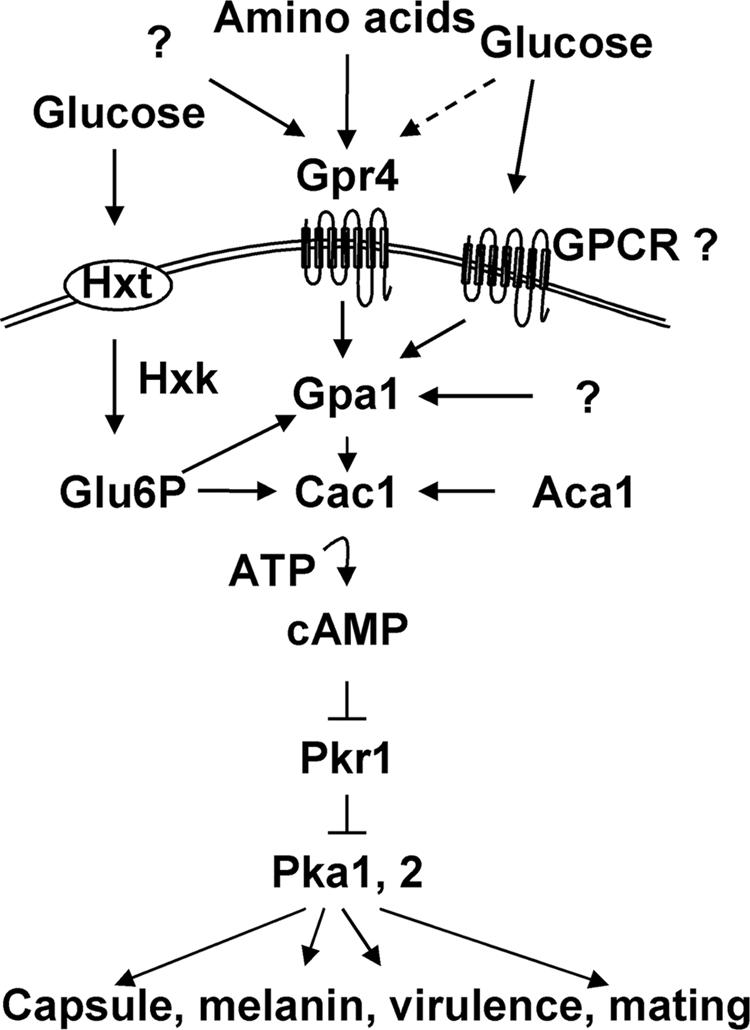 ? Amino acids Glucose
Glucose
Gpr4
GPCR ?
Hxt
Hxk
Gpa1 ?
Glu6P Cac1 Aca1
ATP
cAMP
Pkr1
Pka1, 2
Capsule, melanin, virulence, mating